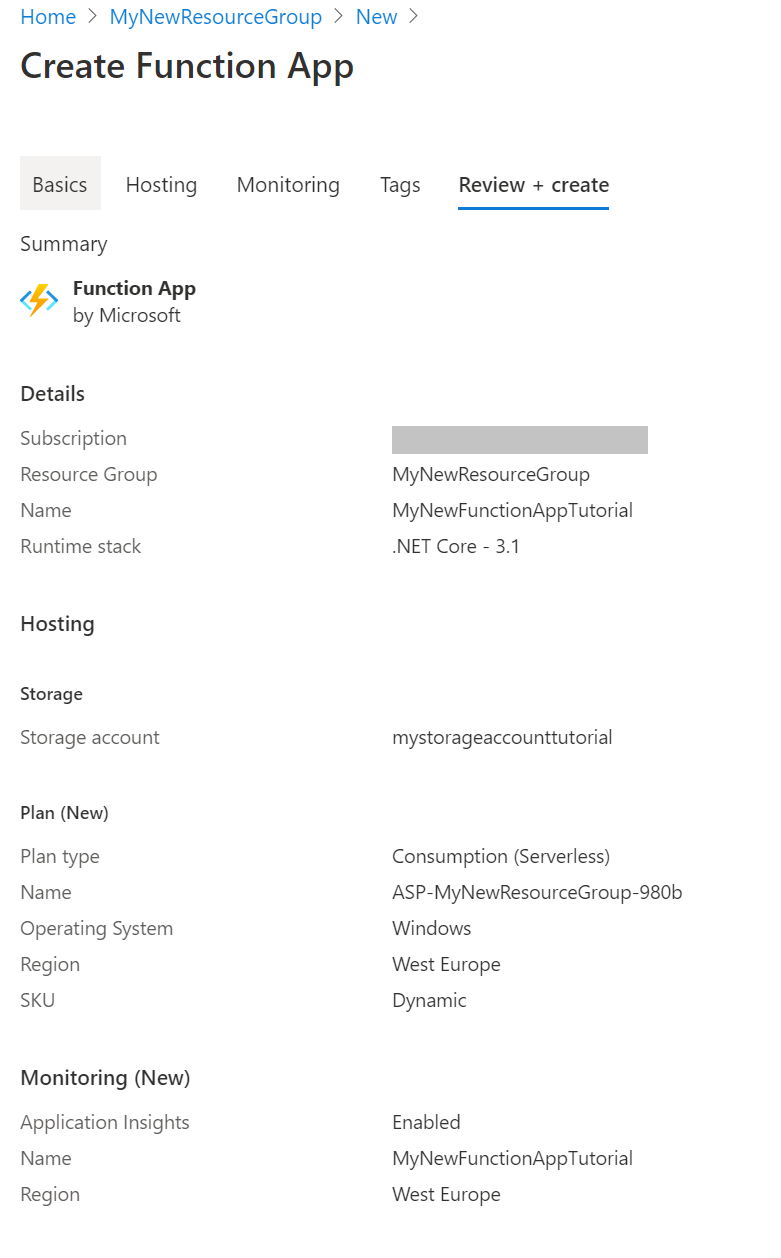 Home > MyNewResourceGroup > New >
Create Function App
Basics Hosting Monitoring Tags Review + create
Summary
Function App
by Microsoft
Details
Subscription
Resource Group MyNewResourceGroup
Name MyNewFunctionAppTutorial
Runtime stack .NET Core - 3.1
Hosting
Storage
Storage account mystorageaccounttutorial
Plan (New)
Plan type Consumption (Serverless)
Name ASP-MyNewResourceGroup-980b
Operating System Windows
Region West Europe
SKU Dynamic
Monitoring (New)
Application Insights Enabled
Name MyNewFunctionAppTutorial
Region West Europe